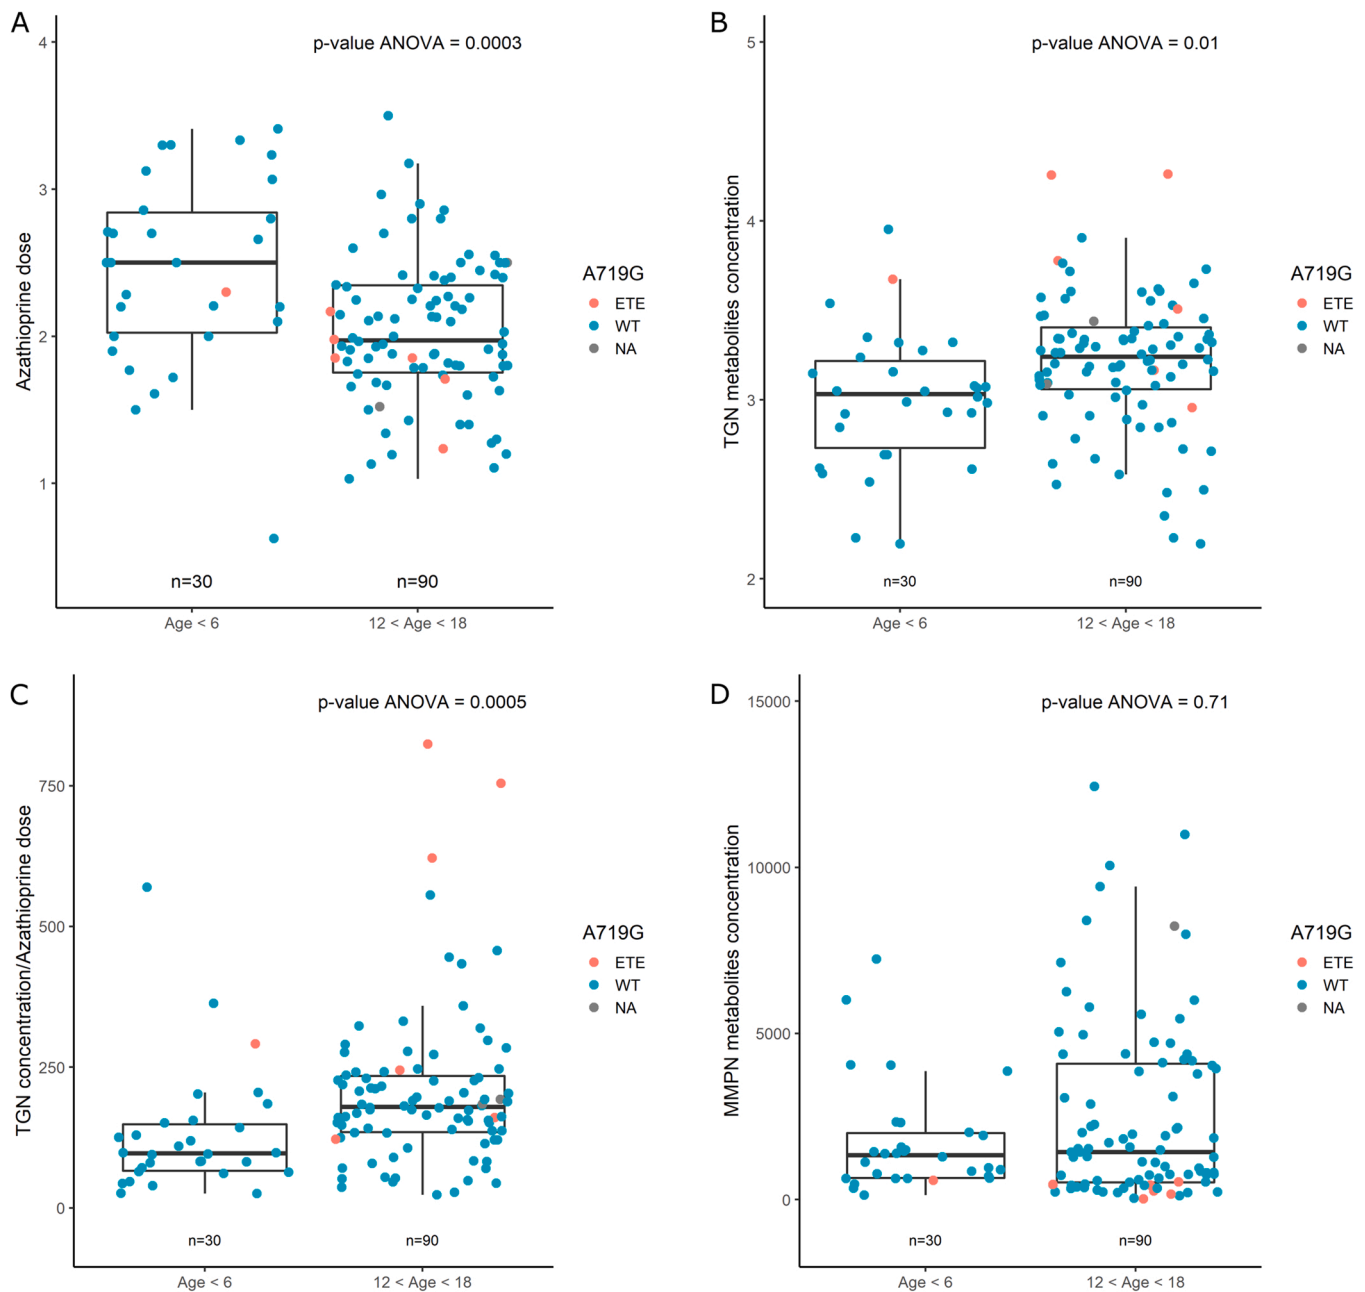 A
p-value ANOVA = 0.0003
4
3
2
1
Azathioprine dose
n=30
n=90
Age < 6
12 < Age < 18
A719G
ETE
WT
NA
B
p-value ANOVA = 0.01
5
4
3
2
TGN metabolites concentration
n=30
n=90
Age < 6
12 < Age < 18
A719G
ETE
WT
NA
C
p-value ANOVA = 0.0005
750
500
250
0
TGN concentration/Azathioprine dose
n=30
n=90
Age < 6
12 < Age < 18
A719G
ETE
WT
NA
D
p-value ANOVA = 0.71
15000
10000
5000
0
MMPN metabolites concentration
n=30
n=90
Age < 6
12 < Age < 18
A719G
ETE
WT
NA